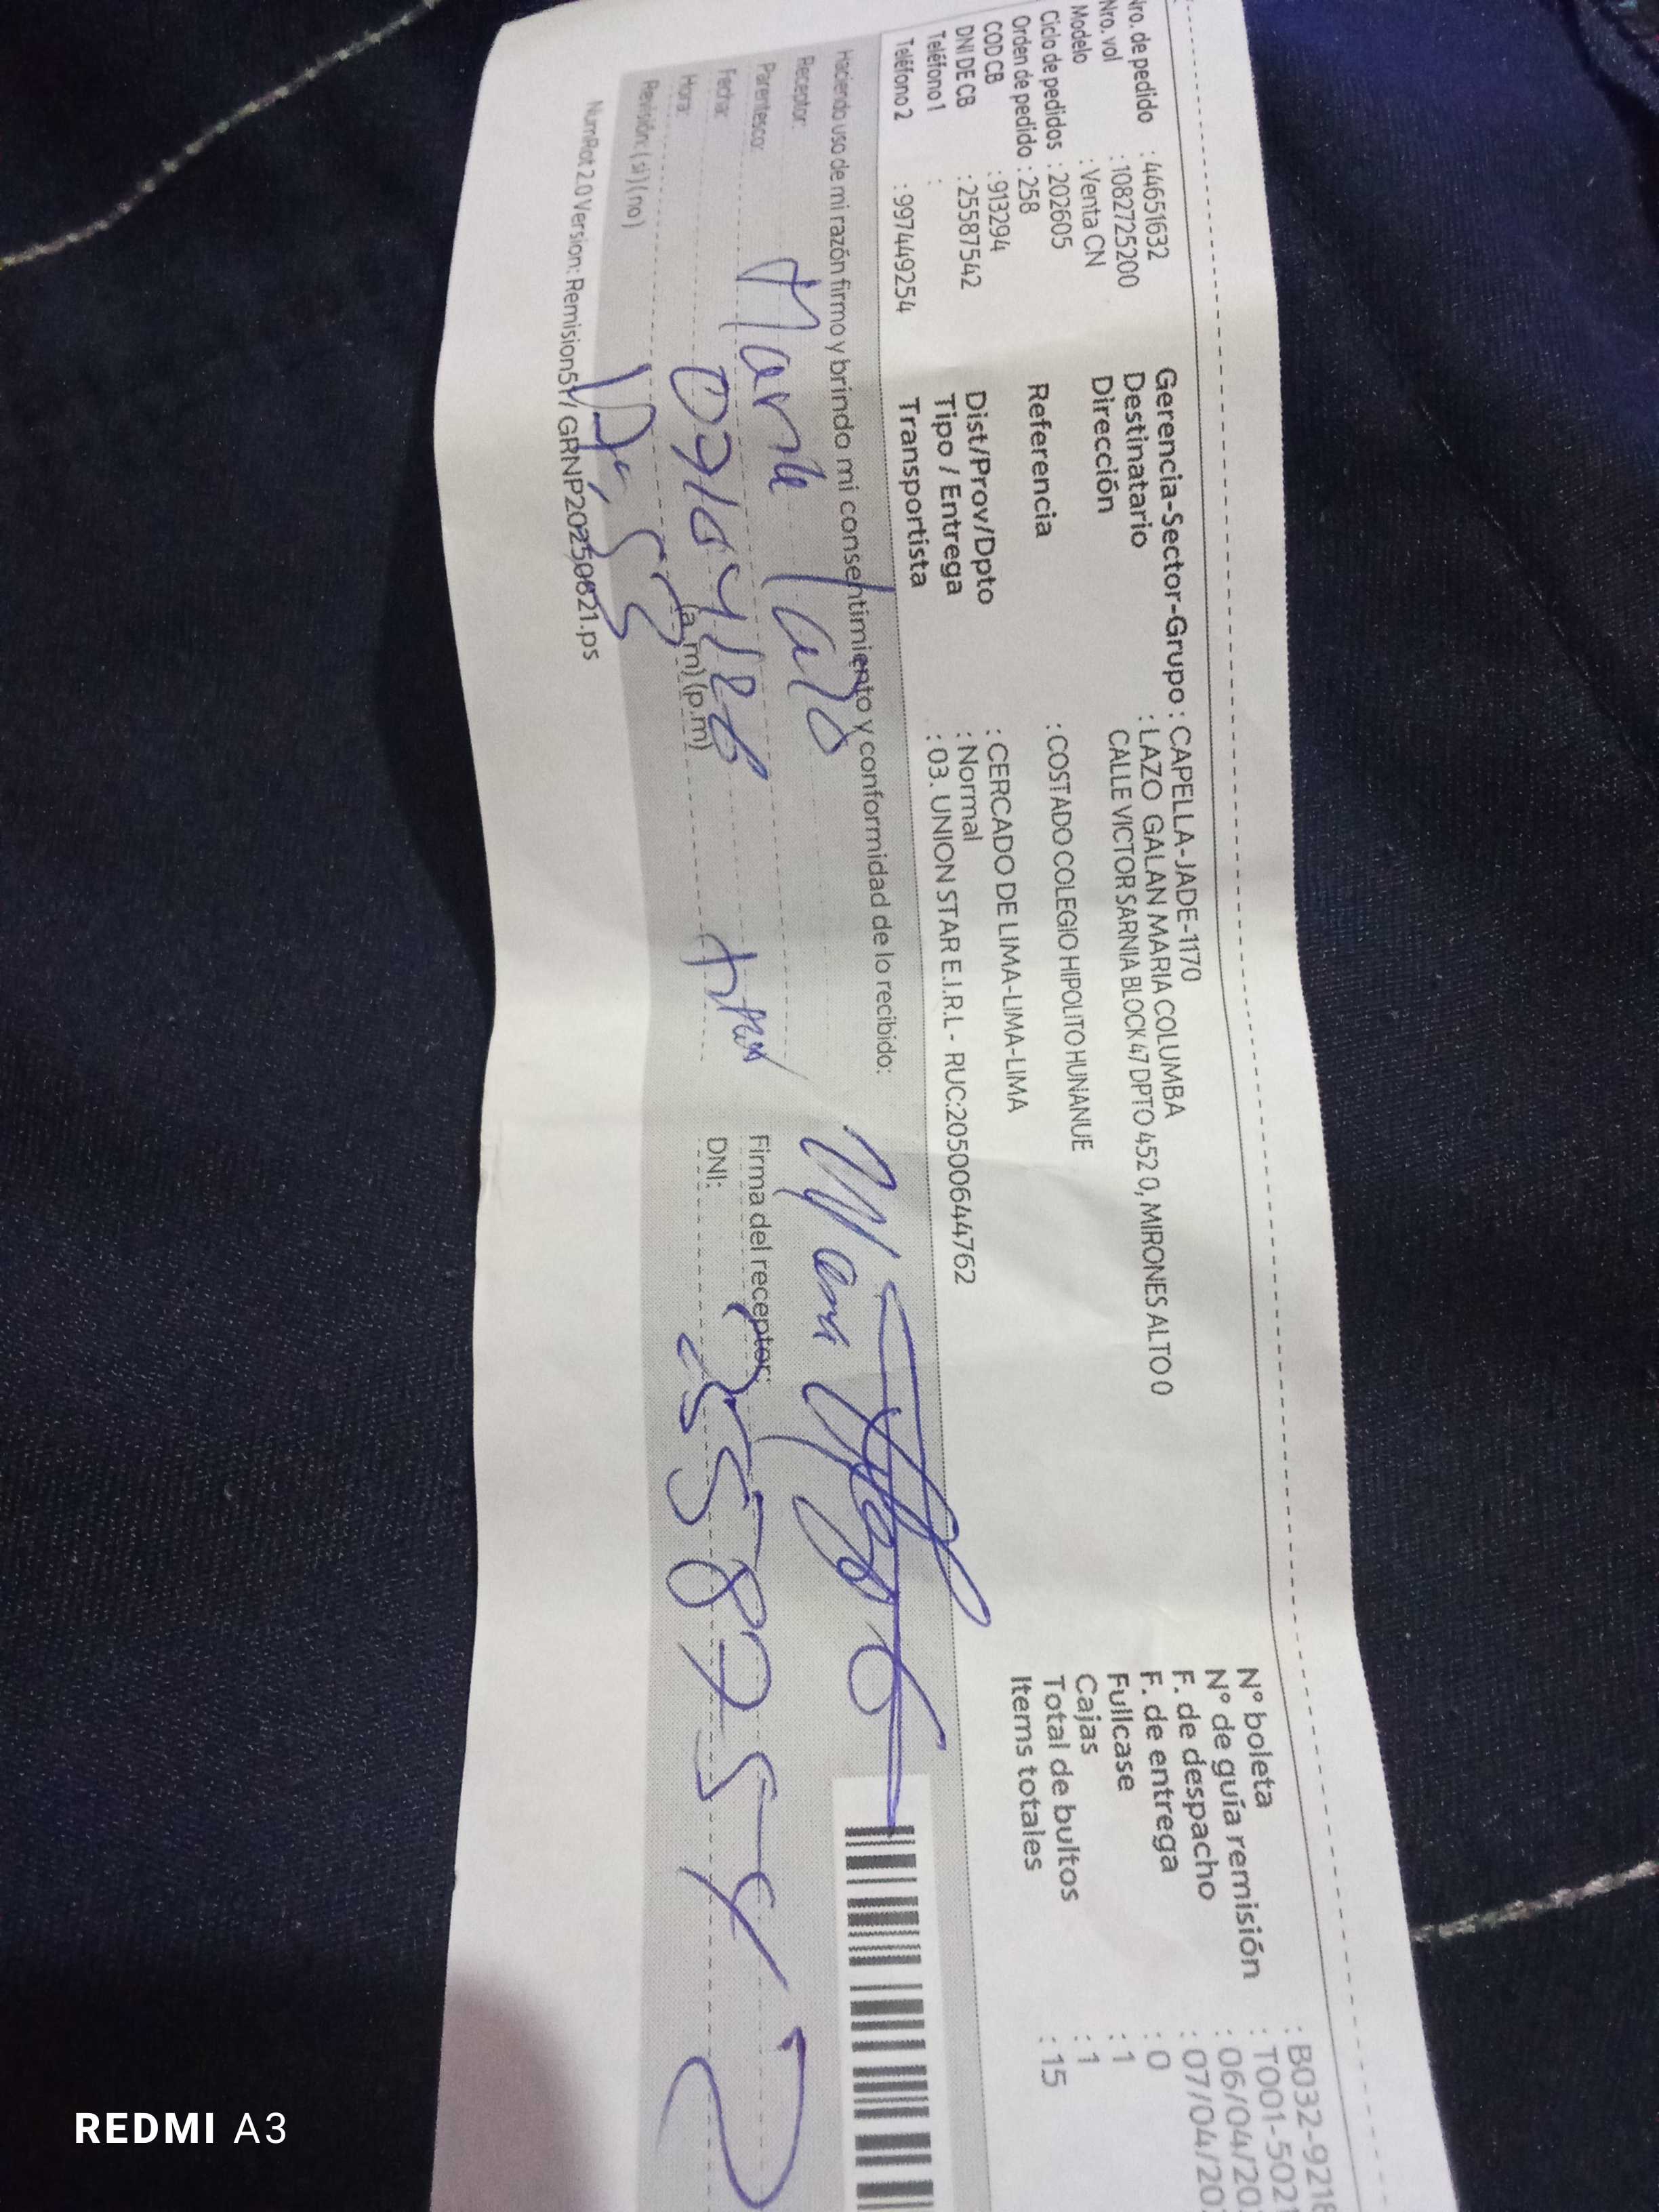 Nro. de pedido : 44651632
Nro. vol : 1082725200
Modelo : Venta CN
Ciclo de pedidos : 202605
Orden de pedido : 258
COD CB : 913294
DNI DE CB : 25587542
Teléfono 1 :
Teléfono 2 : 997449254
Gerencia-Sector-Grupo : CAPELLA-JADE-1170
Destinatario : LAZO GALAN MARIA COLUMBA
Dirección CALLE VICTOR SARNIA BLOCK 47 DPTO 452 0, MIRONES ALTO 0
Referencia : COSTADO COLEGIO HIPOLITO HUNANUE
Dist/Prov/Dpto : CERCADO DE LIMA-LIMA-LIMA
Tipo / Entrega : Normal
Transportista : 03. UNION STAR E.I.R.L - RUC:20500644762
N° boleta : B032-9218
N° de guía remisión : T001-502
F. de despacho : 06/04/20
F. de entrega : 07/04/20
Fullcase : 0
Cajas : 1
Total de bultos : 1
Items totales : 15
Haciendo uso de mi razón firmo y brindo mi consentimiento y conformidad de lo recibido:
Receptor:
Parentesco: Maria Lazo
Fecha: 07/04/26
Hora: (a.m) (p.m)
Revisión: ( si ) ( no )
Firma del receptor:
DNI: 25587542
NumRot 2.0 Version: Remision51 / GRNP20250821.ps
REDMI A3